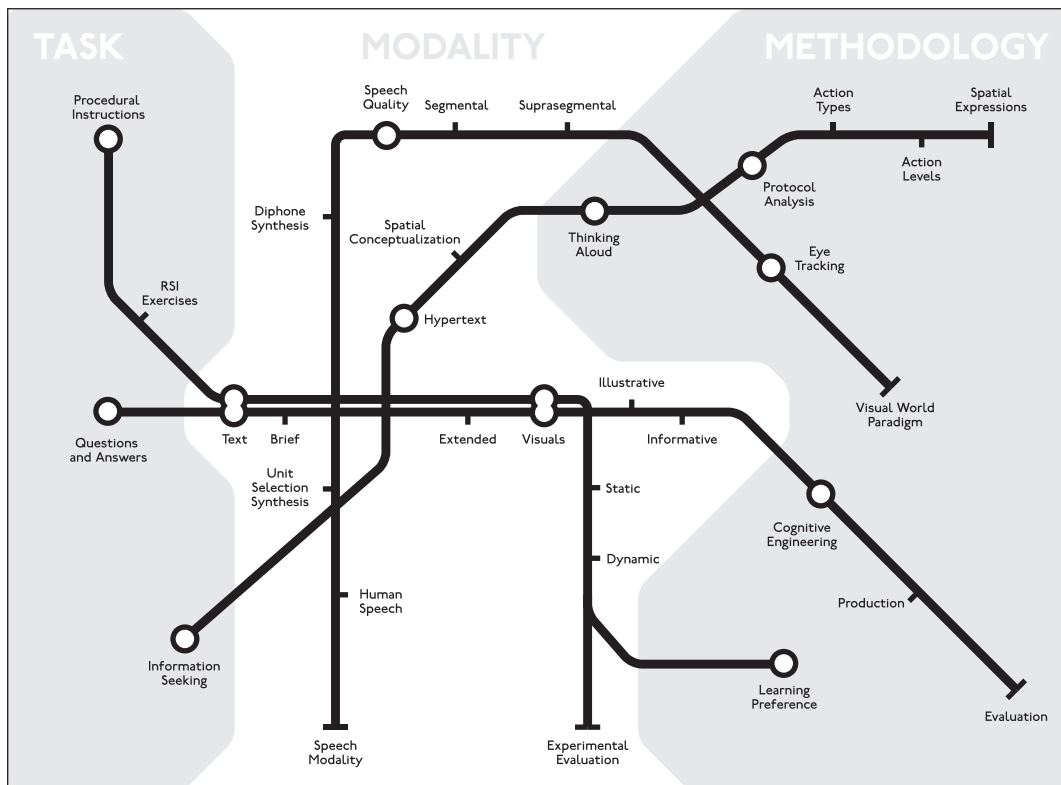 TASK
MODALITY
METHODOLOGY
Procedural
Instructions
Speech
Quality
Segmental
Suprasegmental
Action
Types
Spatial
Expressions
Action
Levels
Protocol
Analysis
Diphone
Synthesis
Spatial
Conceptualization
Thinking
Aloud
Eye
Tracking
RSI
Exercises
Hypertext
Illustrative
Visual World
Paradigm
Questions
and Answers
Text
Brief
Extended
Visuals
Informative
Unit
Selection
Synthesis
Static
Cognitive
Engineering
Dynamic
Human
Speech
Production
Information
Seeking
Learning
Preference
Evaluation
Speech
Modality
Experimental
Evaluation